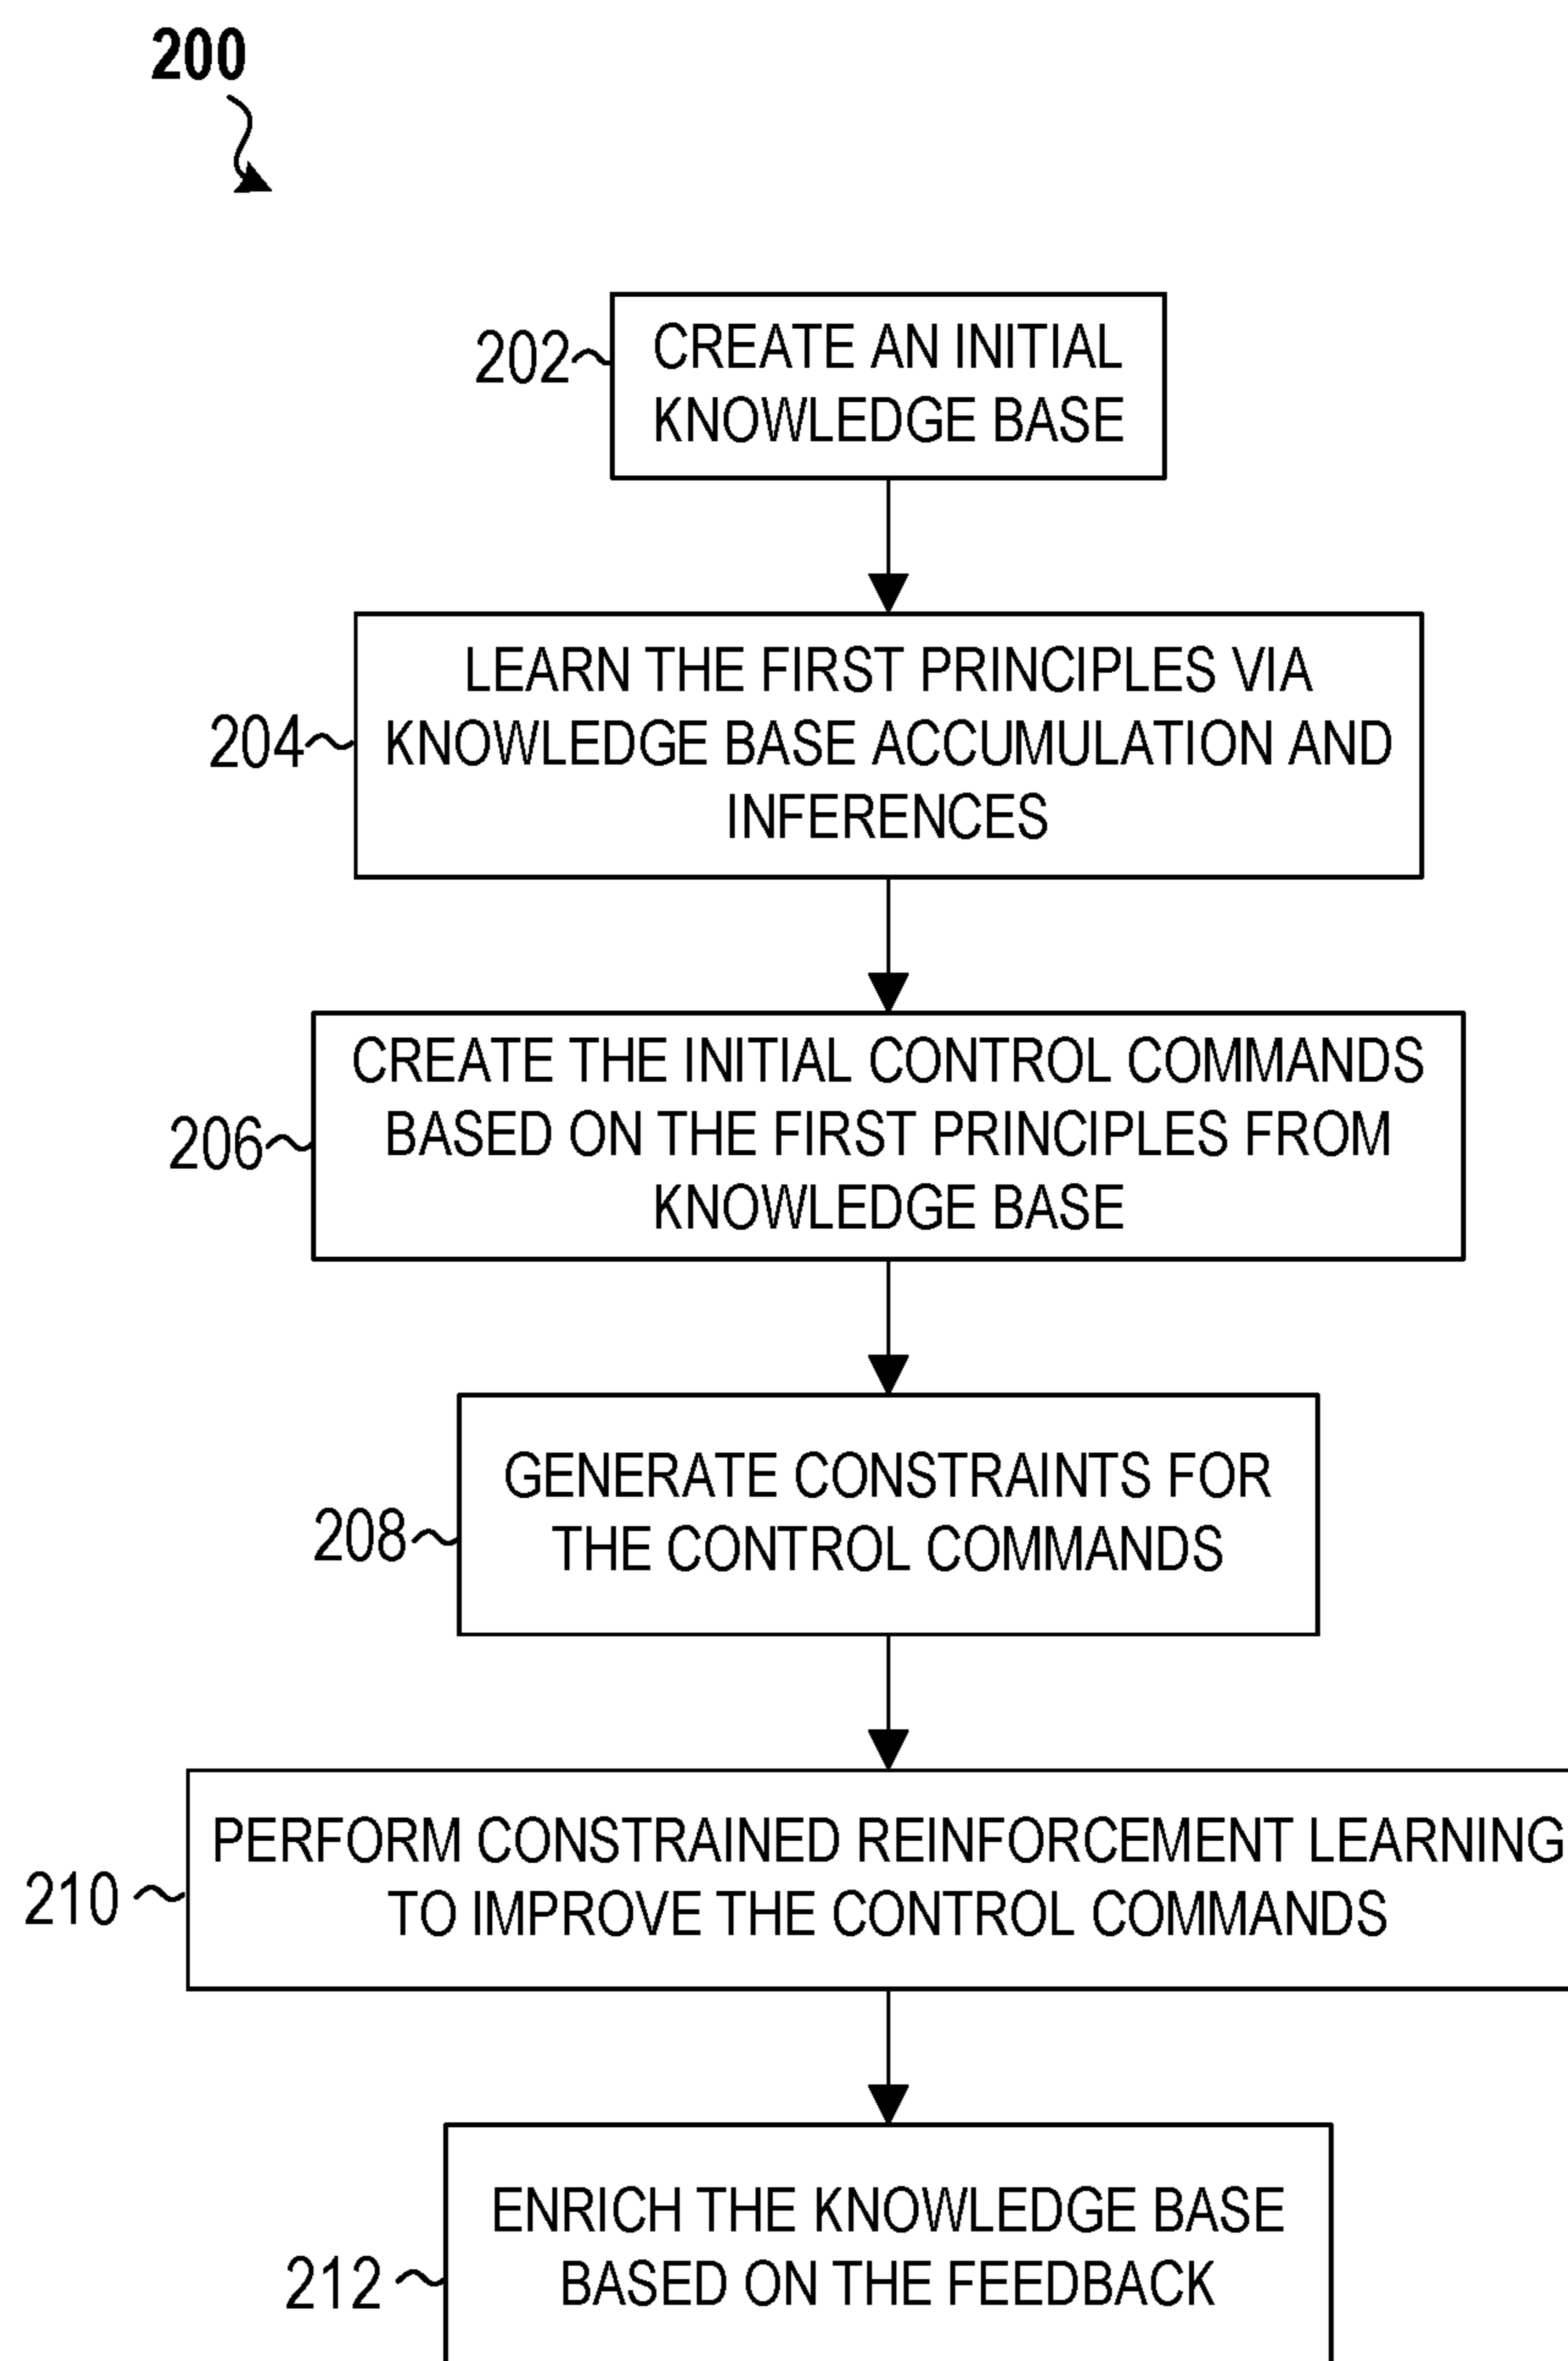 200
202
CREATE AN INITIAL
KNOWLEDGE BASE
LEARN THE FIRST PRINCIPLES VIA
204
KNOWLEDGE BASE ACCUMULATION AND
INFERENCES
CREATE THE INITIAL CONTROL COMMANDS
206
BASED ON THE FIRST PRINCIPLES FROM
KNOWLEDGE BASE
GENERATE CONSTRAINTS FOR
208
THE CONTROL COMMANDS
PERFORM CONSTRAINED REINFORCEMENT LEARNING
210
TO IMPROVE THE CONTROL COMMANDS
ENRICH THE KNOWLEDGE BASE
212
BASED ON THE FEEDBACK